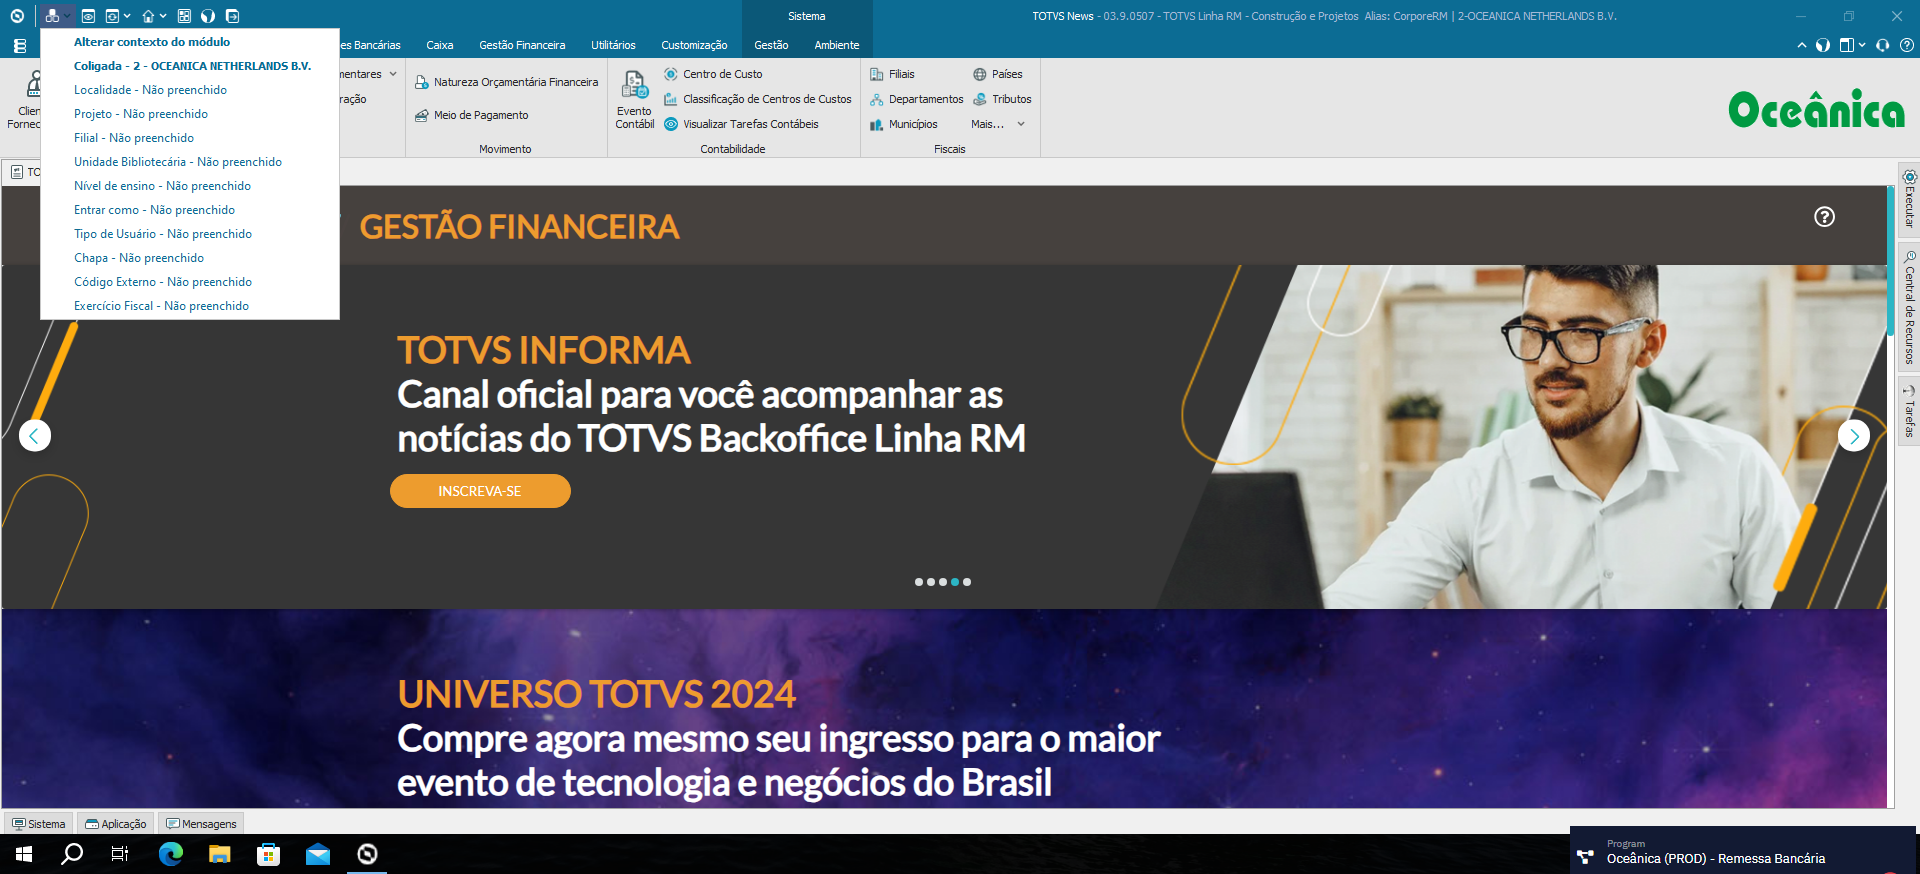 Sistema
TOTVS News - 03.9.0507 - TOTVS Linha RM - Construção e Projetos Alias: CorporeRM | 2-OCEANICA NETHERLANDS B.V.
es Bancárias
Caixa
Gestão Financeira
Utilitários
Customização
Gestão
Ambiente
Alterar contexto do módulo
Coligada - 2 - OCEANICA NETHERLANDS B.V.
Localidade - Não preenchido
Projeto - Não preenchido
Filial - Não preenchido
Unidade Bibliotecária - Não preenchido
Nível de ensino - Não preenchido
Entrar como - Não preenchido
Tipo de Usuário - Não preenchido
Chapa - Não preenchido
Código Externo - Não preenchido
Exercício Fiscal - Não preenchido
Clien
Fornec
mentares
ração
Natureza Orçamentária Financeira
Meio de Pagamento
Movimento
Evento
Contábil
Centro de Custo
Classificação de Centros de Custos
Visualizar Tarefas Contábeis
Contabilidade
Filiais
Departamentos
Municípios
Países
Tributos
Mais...
Fiscais
Oceânica
TO
GESTÃO FINANCEIRA
Executar
Central de Recursos
Tarefas
TOTVS INFORMA
Canal oficial para você acompanhar as
notícias do TOTVS Backoffice Linha RM
INSCREVA-SE
UNIVERSO TOTVS 2024
Compre agora mesmo seu ingresso para o maior
evento de tecnologia e negócios do Brasil
Sistema
Aplicação
Mensagens
Program
Oceânica (PROD) - Remessa Bancária